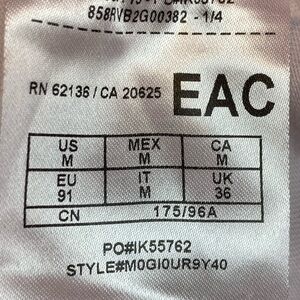 858RVB2G00382 - 1/4
RN 62136 / CA 20625
EAC
US MEX CA
M M M
EU IT UK
91 M 36
CN 175/96A
PO#IK55762
STYLE#M0GI0UR9Y40